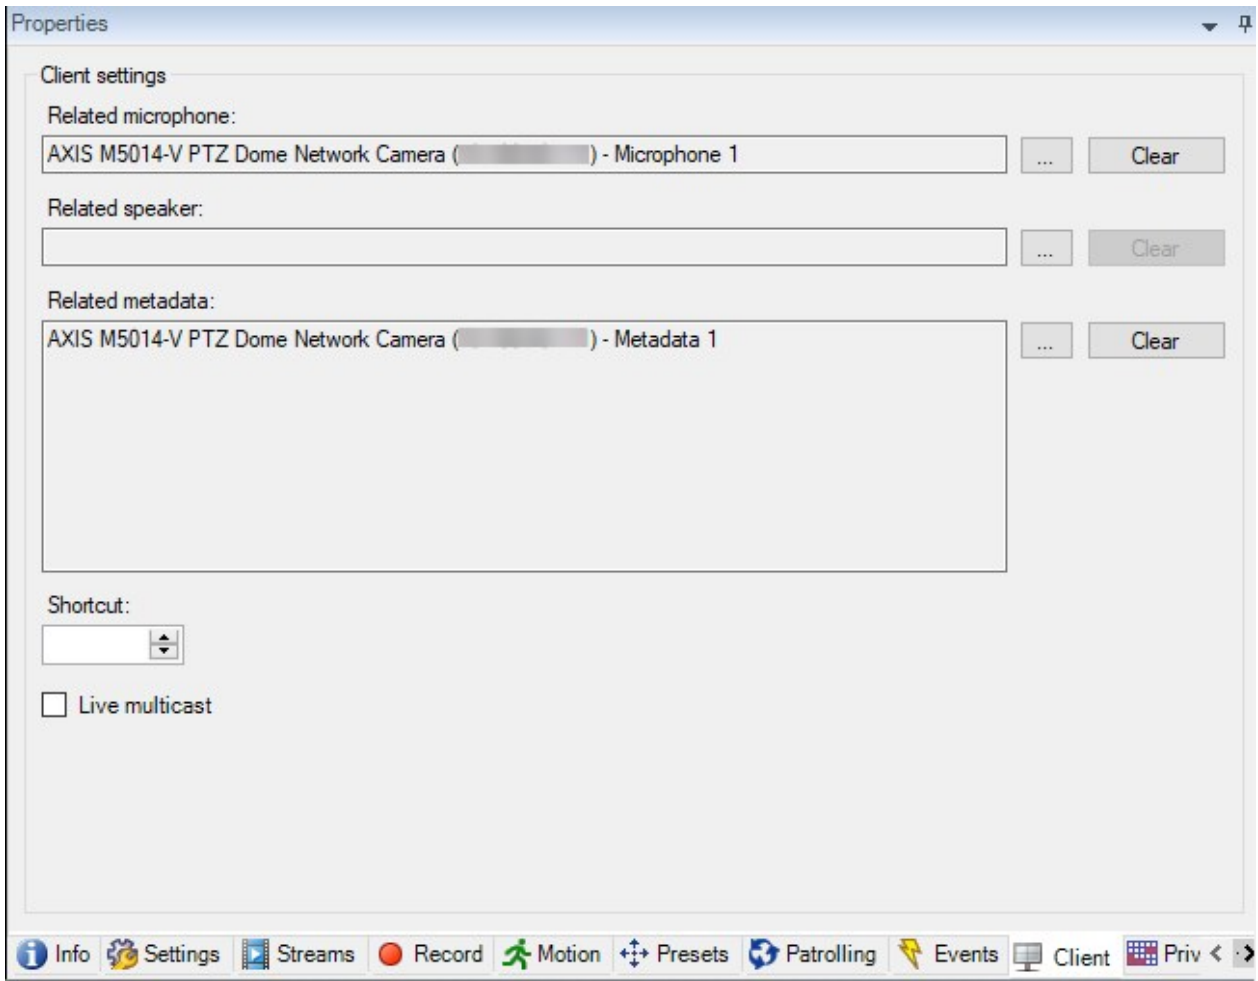 Properties
Client settings
Related microphone:
AXIS M5014-V PTZ Dome Network Camera ( ) - Microphone 1
...
Clear
Related speaker:
...
Clear
Related metadata:
AXIS M5014-V PTZ Dome Network Camera ( ) - Metadata 1
...
Clear
Shortcut:
Live multicast
Info Settings Streams Record Motion Presets Patrolling Events Client Priv